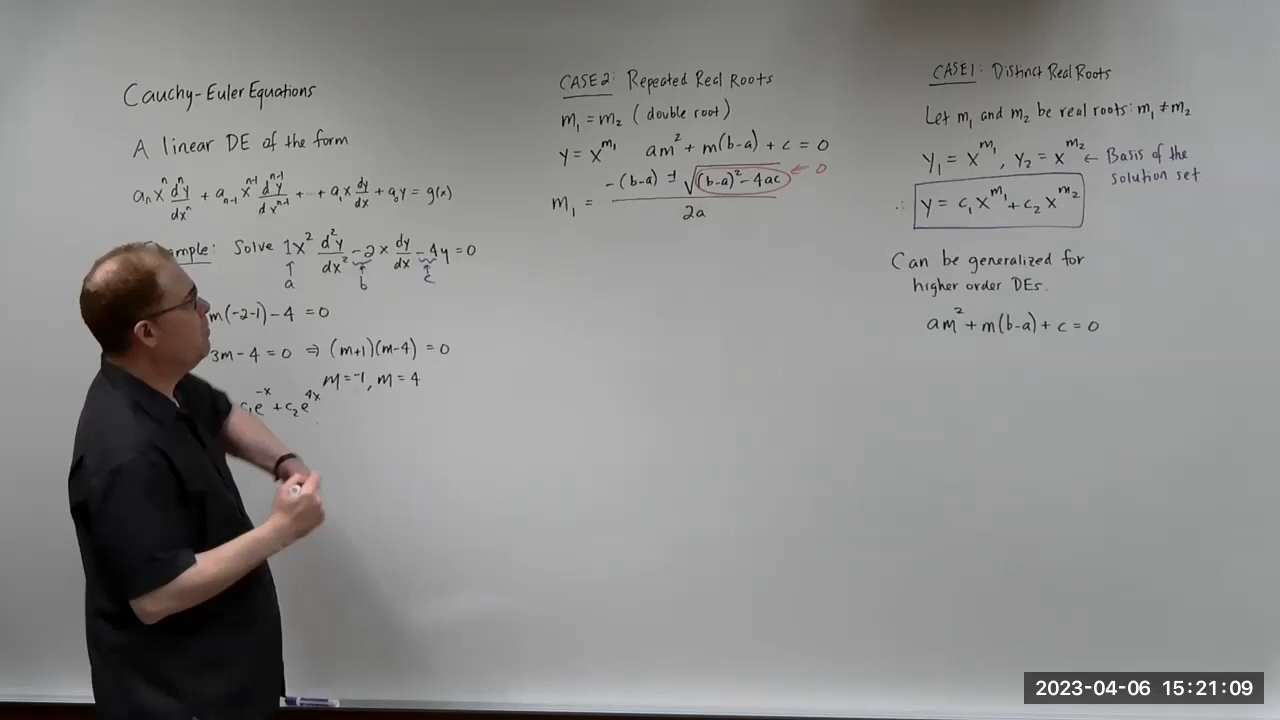 Cauchy-Euler Equations
A linear DE of the form
aₙxⁿ dⁿy/dxⁿ + aₙ₋₁xⁿ⁻¹ dⁿ⁻¹y/dxⁿ⁻¹ + ... + a₁x dy/dx + a₀y = g(x)
mple: Solve 1x² d²y/dx² - 2x dy/dx - 4y = 0
a b c
m(-2-1) - 4 = 0
3m - 4 = 0 ⇒ (m+1)(m-4) = 0
m = -1, m = 4
c₁e^-x + c₂e^4x
CASE 2: Repeated Real Roots
m₁ = m₂ (double root)
y = x^m₁ am² + m(b-a) + c = 0
m₁ = (-(b-a) ± √((b-a)² - 4ac))/2a ← 0
CASE 1: Distinct Real Roots
Let m₁ and m₂ be real roots: m₁ ≠ m₂
y₁ = x^m₁, y₂ = x^m₂ ← Basis of the
solution set
∴ y = c₁x^m₁ + c₂x^m₂
Can be generalized for
higher order DEs.
am² + m(b-a) + c = 0
2023-04-06 15:21:09